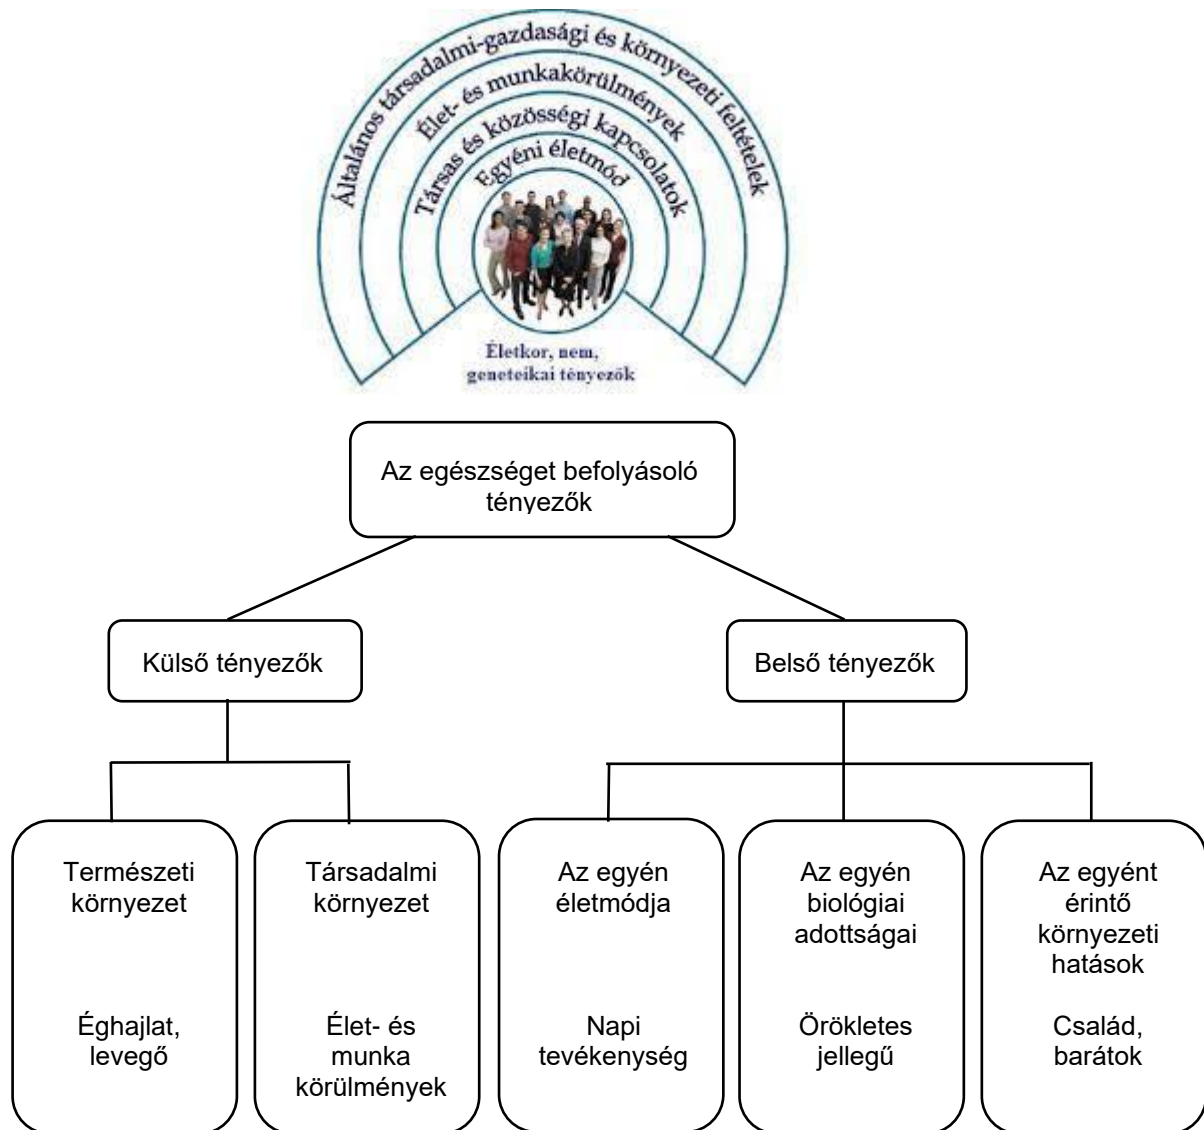 Általános társadalmi-gazdasági és környezeti feltételek
Élet- és munkakörülmények
Társas és közösségi kapcsolatok
Egyéni életmód
Életkor, nem,
geneteikai tényezők
Az egészséget befolyásoló
tényezők
Külső tényezők
Belső tényezők
Természeti
környezet
Éghajlat,
levegő
Társadalmi
környezet
Élet- és
munka
körülmények
Az egyén
életmódja
Napi
tevékenység
Az egyén
biológiai
adottságai
Örökletes
jellegű
Az egyént
érintő
környezeti
hatások
Család,
barátok